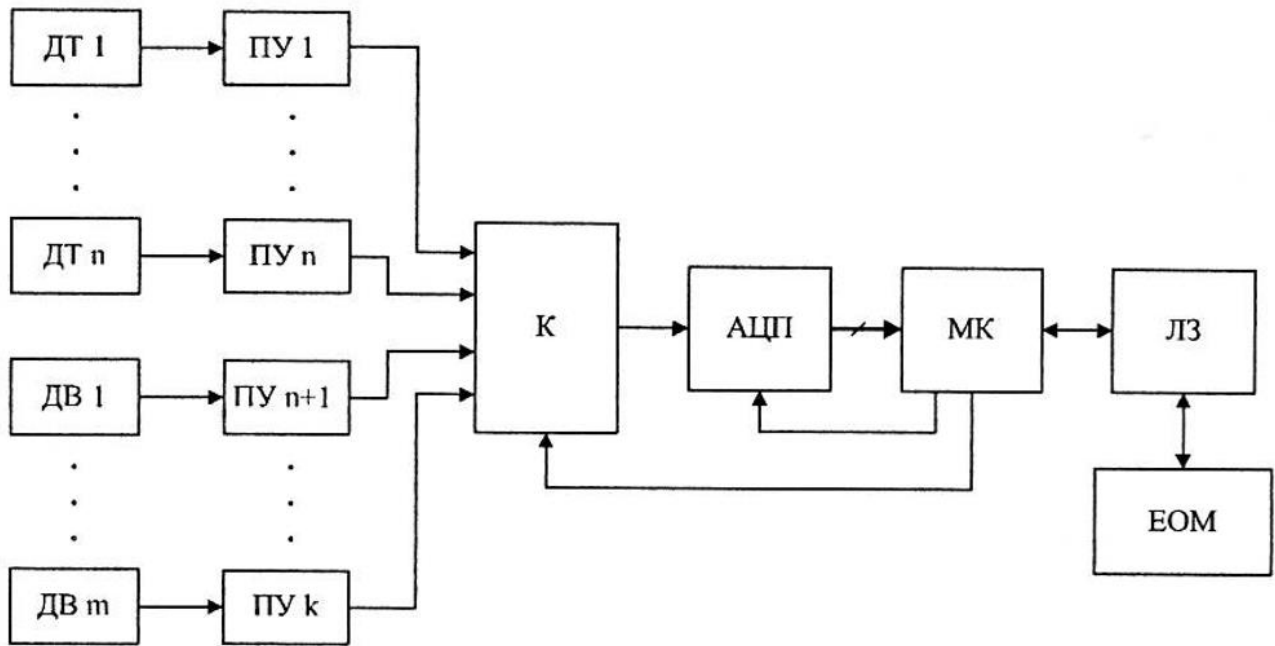 ДТ 1
ПУ 1
ДТ n
ПУ n
К
АЦП
МК
ЛЗ
ДВ 1
ПУ n+1
ЕОМ
ДВ m
ПУ k